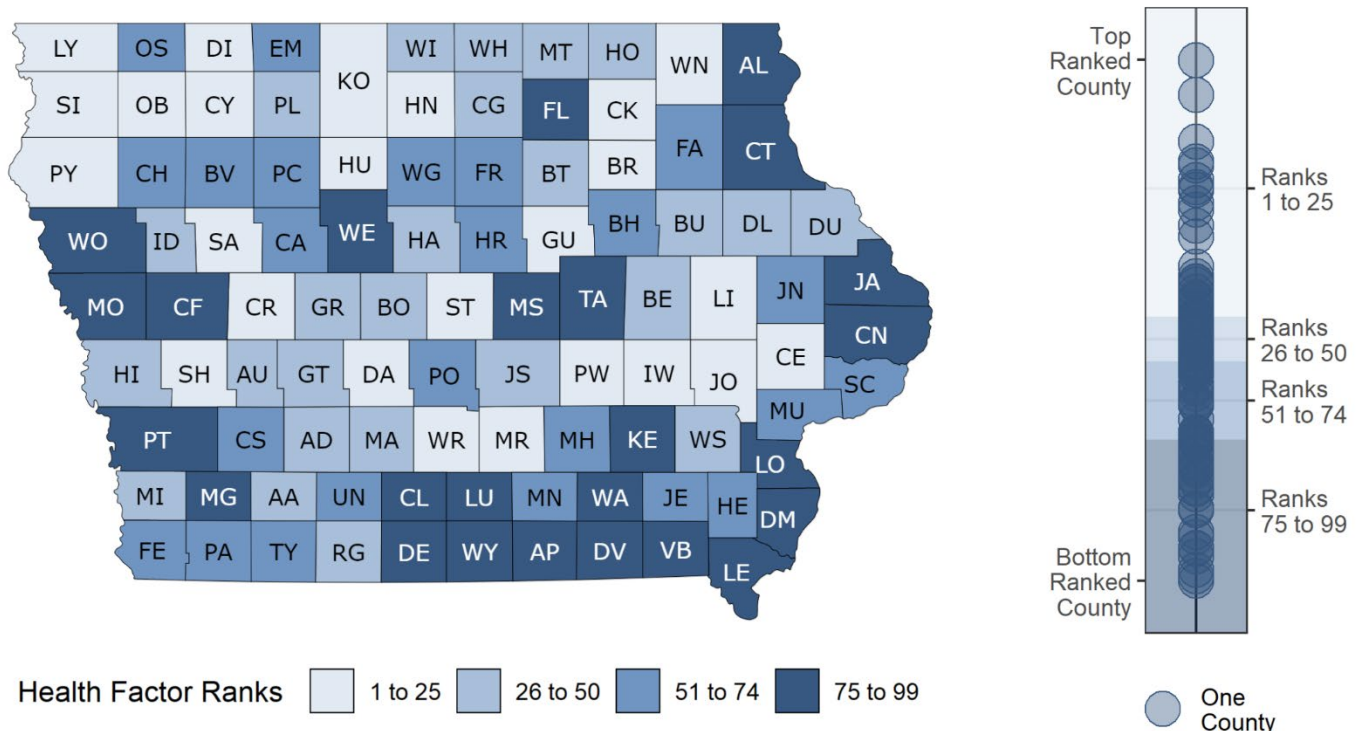 LY OS DI EM KO WI WH MT HO WN AL
SI OB CY PL HN CG FL CK FA CT
PY CH BV PC HU WG FR BT BR
WO ID SA CA WE HA HR GU BH BU DL DU
MO CF CR GR BO ST MS TA BE LI JN JA
CN
HI SH AU GT DA PO JS PW IW JO CE SC
MU
PT CS AD MA WR MR MH KE WS LO
MI MG AA UN CL LU MN WA JE HE DM
FE PA TY RG DE WY AP DV VB LE
Health Factor Ranks 1 to 25 26 to 50 51 to 74 75 to 99
Top
Ranked
County
Ranks
1 to 25
Ranks
26 to 50
Ranks
51 to 74
Ranks
75 to 99
Bottom
Ranked
County
One
County